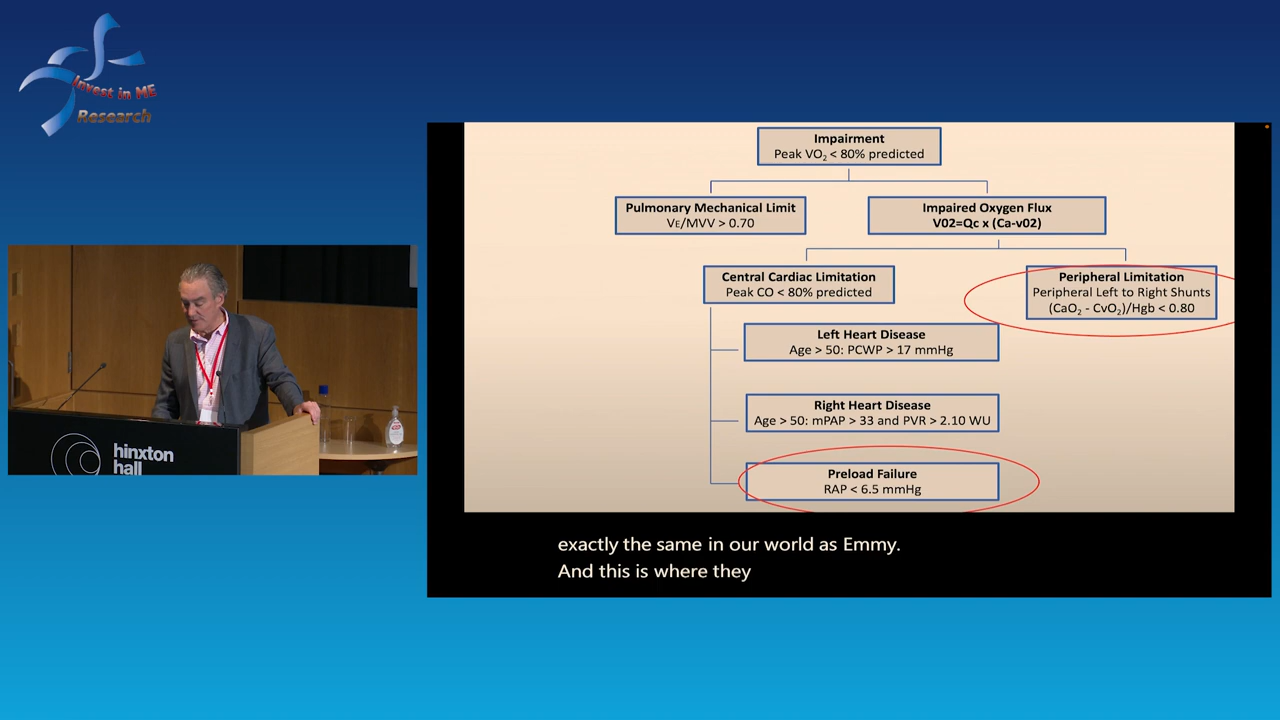 Invest in ME
Research
Impairment
Peak VO₂ < 80% predicted
Pulmonary Mechanical Limit
VE/MVV > 0.70
Impaired Oxygen Flux
V02=Qc x (Ca-v02)
Central Cardiac Limitation
Peak CO < 80% predicted
Peripheral Limitation
Peripheral Left to Right Shunts
(CaO₂ - CvO₂)/Hgb < 0.80
Left Heart Disease
Age > 50: PCWP > 17 mmHg
Right Heart Disease
Age > 50: mPAP > 33 and PVR > 2.10 WU
Preload Failure
RAP < 6.5 mmHg
hinxton
hall
exactly the same in our world as Emmy.
And this is where they